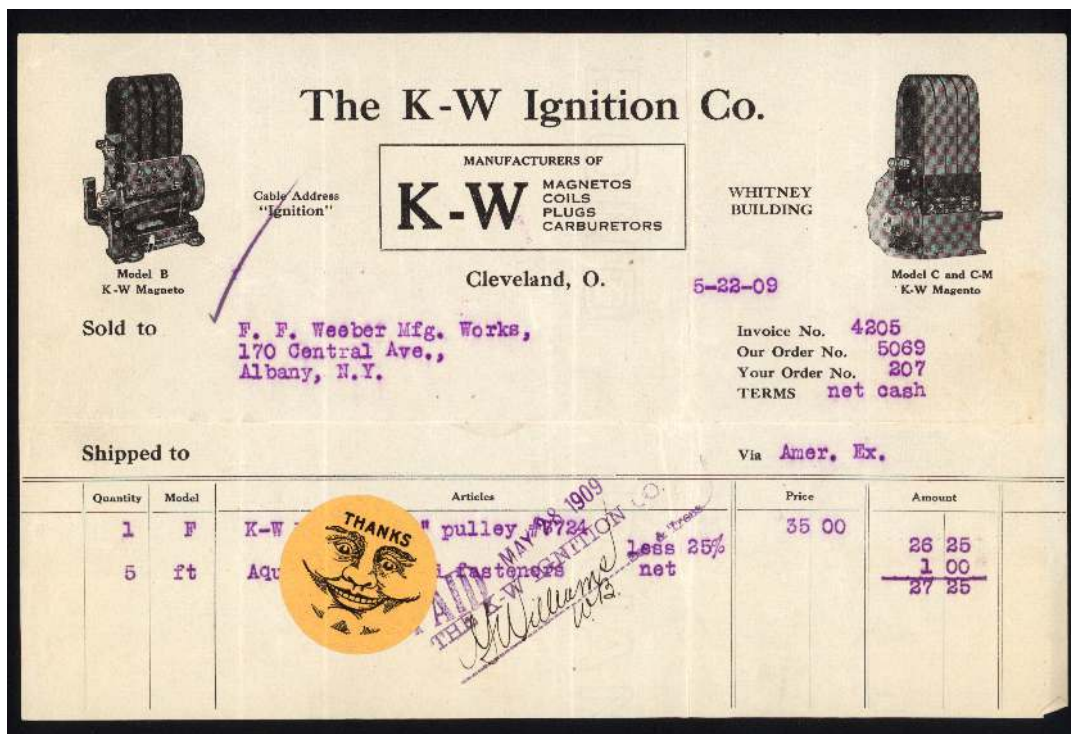 The K-W Ignition Co.
MANUFACTURERS OF
K-W
MAGNETOS
COILS
PLUGS
CARBURETORS
Cable Address
"Ignition"
WHITNEY
BUILDING
Model B
K-W Magneto
Cleveland, O.
5-22-09
Model C and C-M
K-W Magento
Sold to
F. F. Weeber Mfg. Works,
170 Central Ave.,
Albany, N.Y.
Invoice No. 4205
Our Order No. 5069
Your Order No. 207
TERMS net cash
Shipped to
Via Amer. Ex.
Quantity Model Articles Price Amount
1 F K-W " pulley 35 00
less 25% 26 25
5 ft fasteners net 1 00
27 25
THANKS
MAY 28 1909
THE K-W IGNITION CO.
& Treas.
Williams
W.B.